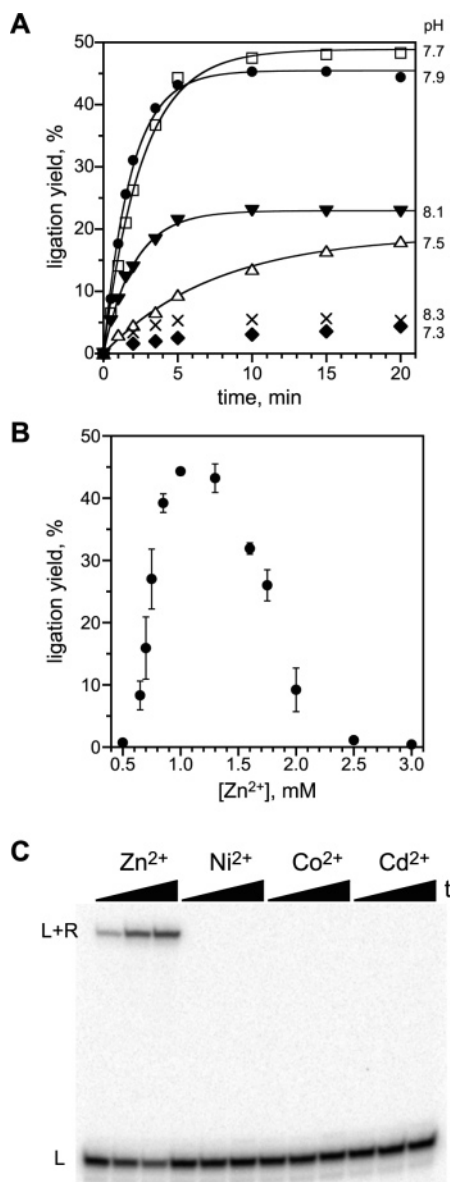 A
pH
50
7.7
7.9
40
30
8.1
20
7.5
10
8.3
7.3
0
0 5 10 15 20
time, min
ligation yield, %
B
50
40
30
20
10
0
0.5 1.0 1.5 2.0 2.5 3.0
[Zn²⁺], mM
ligation yield, %
C
Zn²⁺ Ni²⁺ Co²⁺ Cd²⁺
t
L+R
L